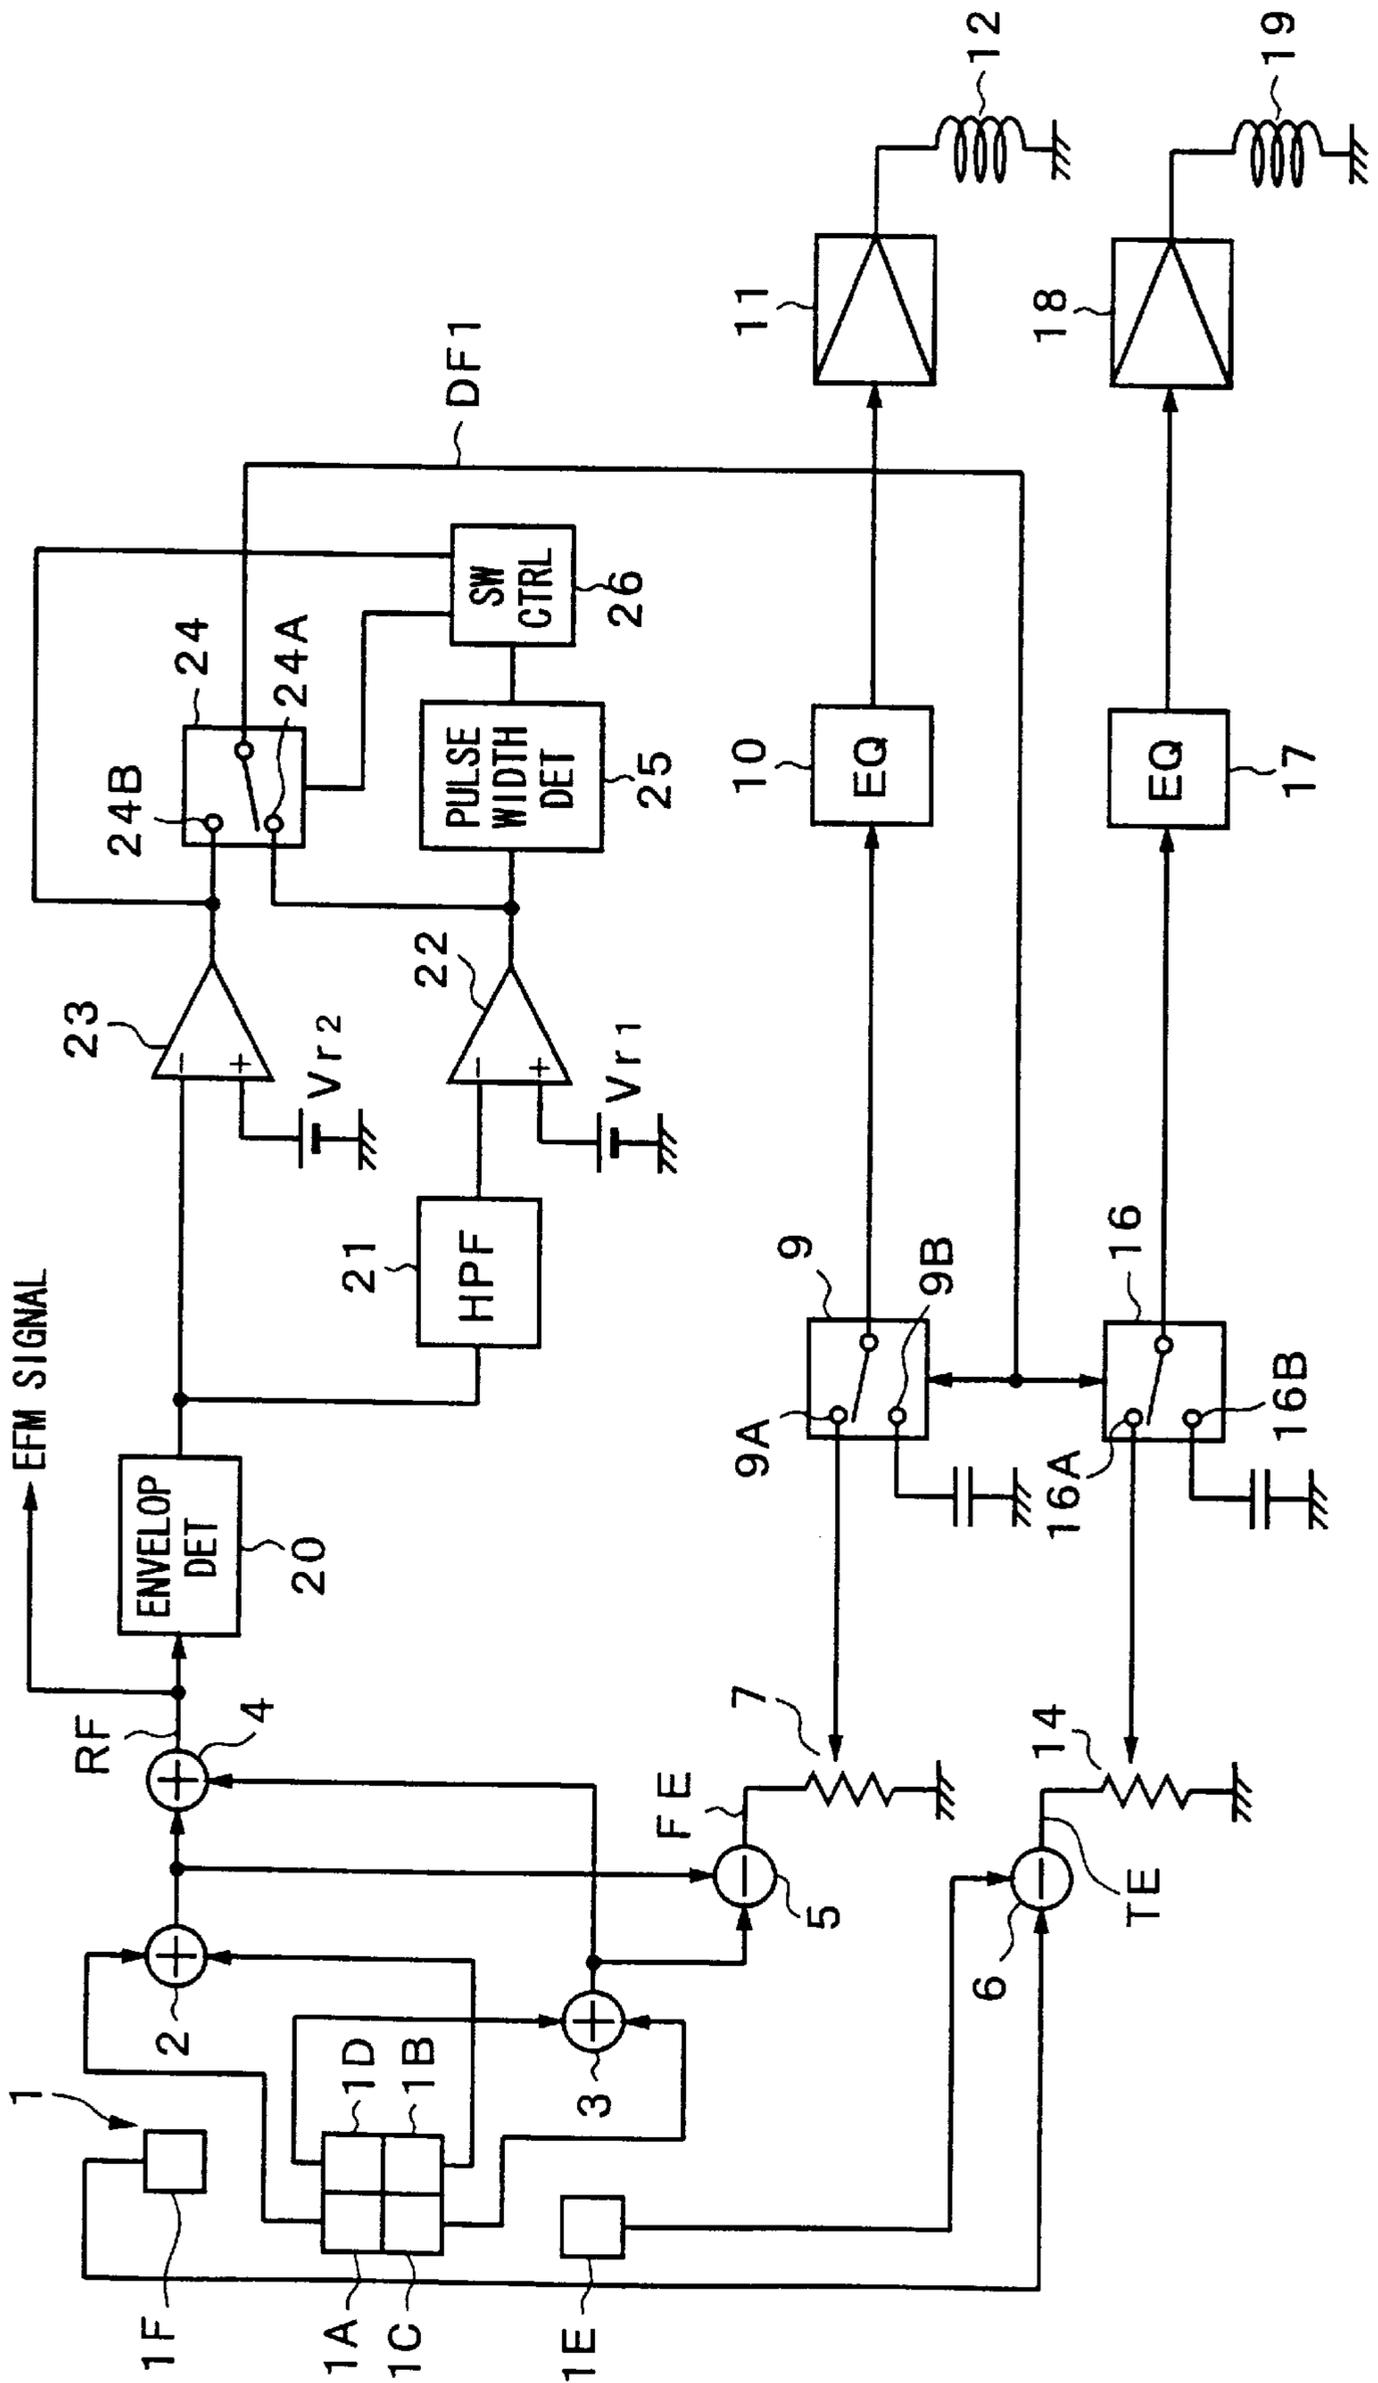 1
1F
1A
1C
1D
1B
1E
2
3
RF
4
EFM SIGNAL
ENVELOP
DET
20
FE
5
6
TE
7
14
21
HPF
23
−
+
Vr2
22
−
+
Vr1
24B
24
24A
PULSE
WIDTH
DET
25
SW
CTRL
26
DF1
9A
9
9B
16A
16
16B
10
EQ
EQ
17
11
18
12
19
+
+
+
−
−